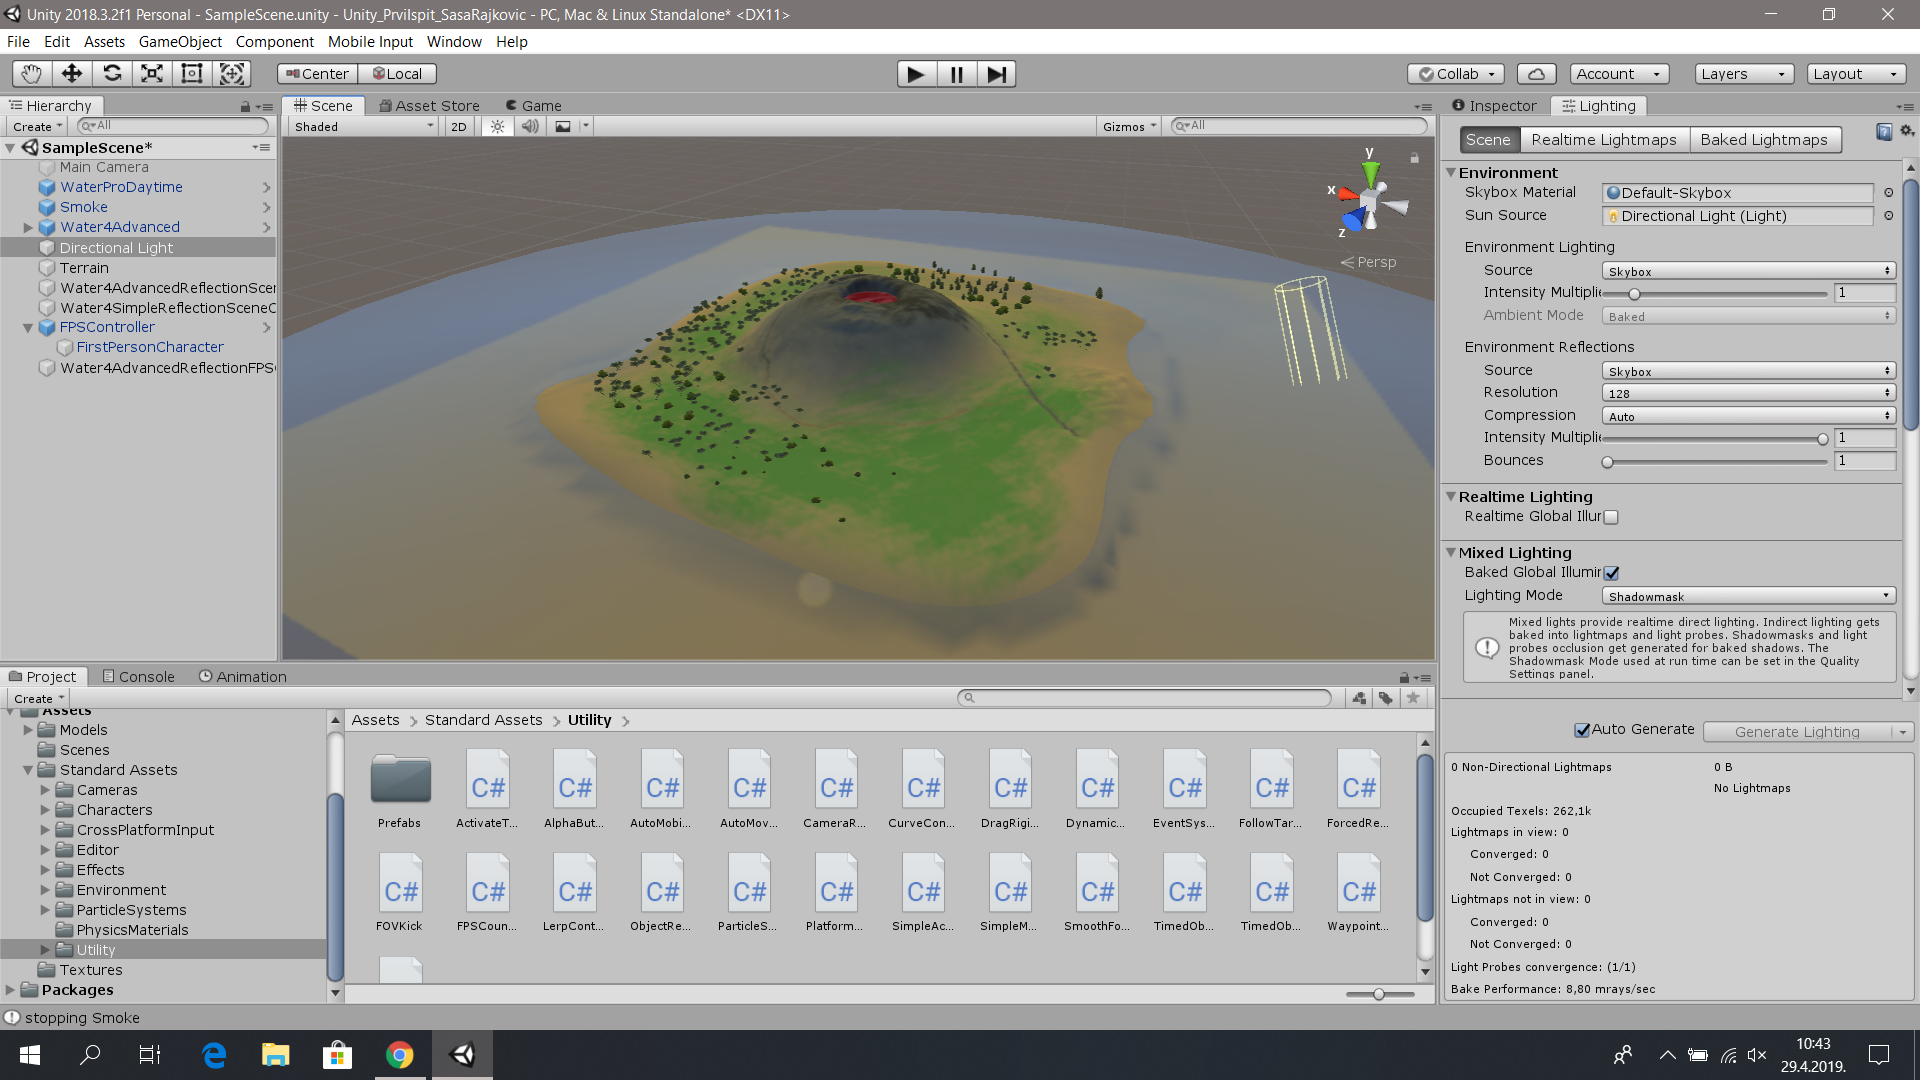 Unity 2018.3.2f1 Personal - SampleScene.unity - Unity_PrviIspit_SasaRajkovic - PC, Mac & Linux Standalone* <DX11>
File Edit Assets GameObject Component Mobile Input Window Help
Center Local
Collab Account Layers Layout
Hierarchy
Create All
SampleScene*
Main Camera
WaterProDaytime
Smoke
Water4Advanced
Directional Light
Terrain
Water4AdvancedReflectionScen
Water4SimpleReflectionSceneC
FPSController
FirstPersonCharacter
Water4AdvancedReflectionFPS
Scene Asset Store Game
Shaded 2D Gizmos All
y
x
z
Persp
Inspector Lighting
Scene Realtime Lightmaps Baked Lightmaps
Environment
Skybox Material Default-Skybox
Sun Source Directional Light (Light)
Environment Lighting
Source Skybox
Intensity Multiplie 1
Ambient Mode Baked
Environment Reflections
Source Skybox
Resolution 128
Compression Auto
Intensity Multiplie 1
Bounces 1
Realtime Lighting
Realtime Global Illur
Mixed Lighting
Baked Global Illumir
Lighting Mode Shadowmask
Mixed lights provide realtime direct lighting. Indirect lighting gets
baked into lightmaps and light probes. Shadowmasks and light
probes occlusion get generated for baked shadows. The
Shadowmask Mode used at run time can be set in the Quality
Settings panel.
Auto Generate Generate Lighting
0 Non-Directional Lightmaps 0 B
No Lightmaps
Occupied Texels: 262,1k
Lightmaps in view: 0
Converged: 0
Not Converged: 0
Lightmaps not in view: 0
Converged: 0
Not Converged: 0
Light Probes convergence: (1/1)
Bake Performance: 8,80 mrays/sec
Project Console Animation
Create
Assets
Models
Scenes
Standard Assets
Cameras
Characters
CrossPlatformInput
Editor
Effects
Environment
ParticleSystems
PhysicsMaterials
Utility
Textures
Packages
Assets Standard Assets Utility
C# C# C# C# C# C# C# C# C# C# C#
Prefabs ActivateT... AlphaBut... AutoMobi... AutoMov... CameraR... CurveCon... DragRigi... Dynamic... EventSys... FollowTar... ForcedRe...
C# C# C# C# C# C# C# C# C# C# C# C#
FOVKick FPSCoun... LerpCont... ObjectRe... ParticleS... Platform... SimpleAc... SimpleM... SmoothFo... TimedOb... TimedOb... Waypoint...
stopping Smoke
10:43
29.4.2019.